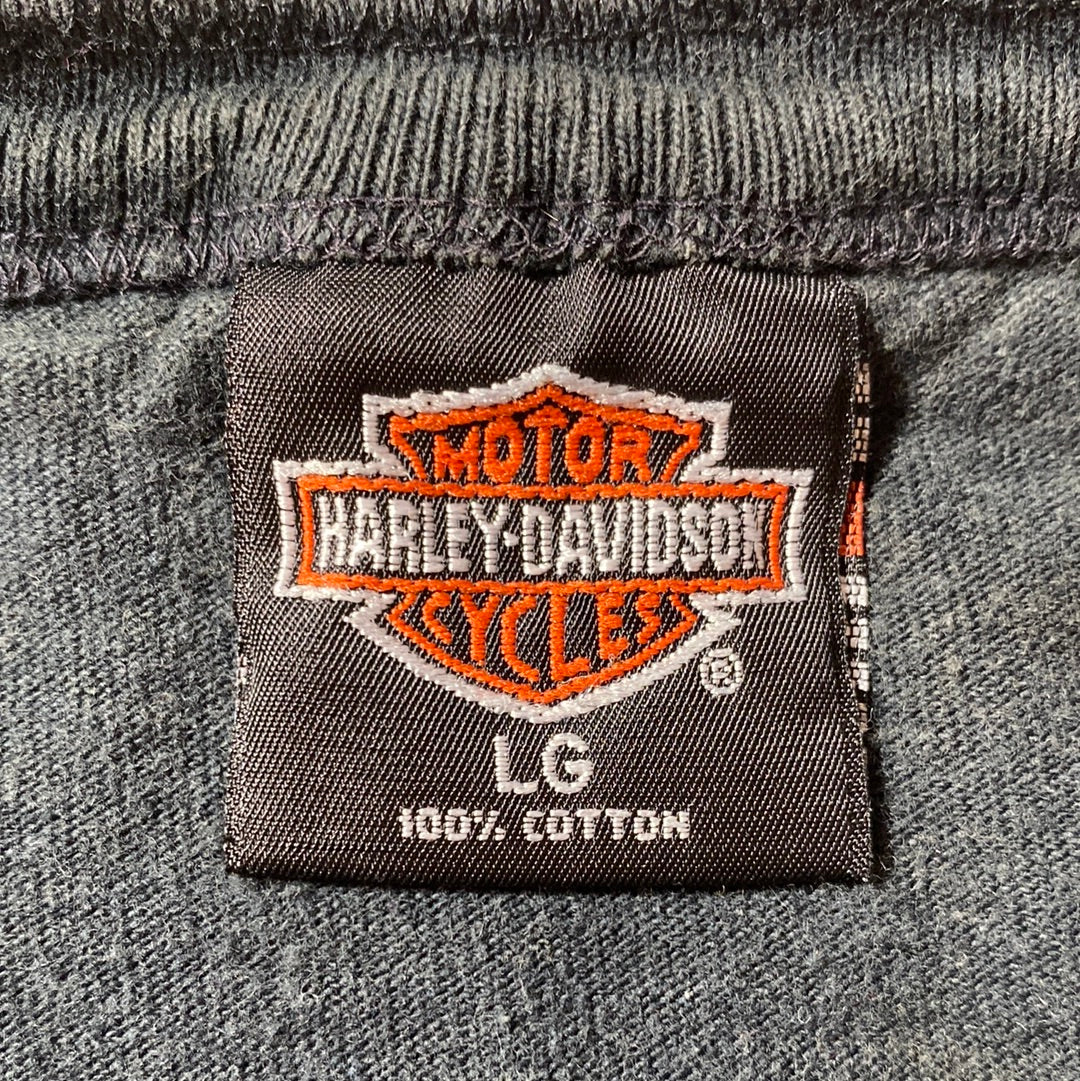 MOTOR
HARLEY-DAVIDSON
CYCLES
®
LG
100% COTTON